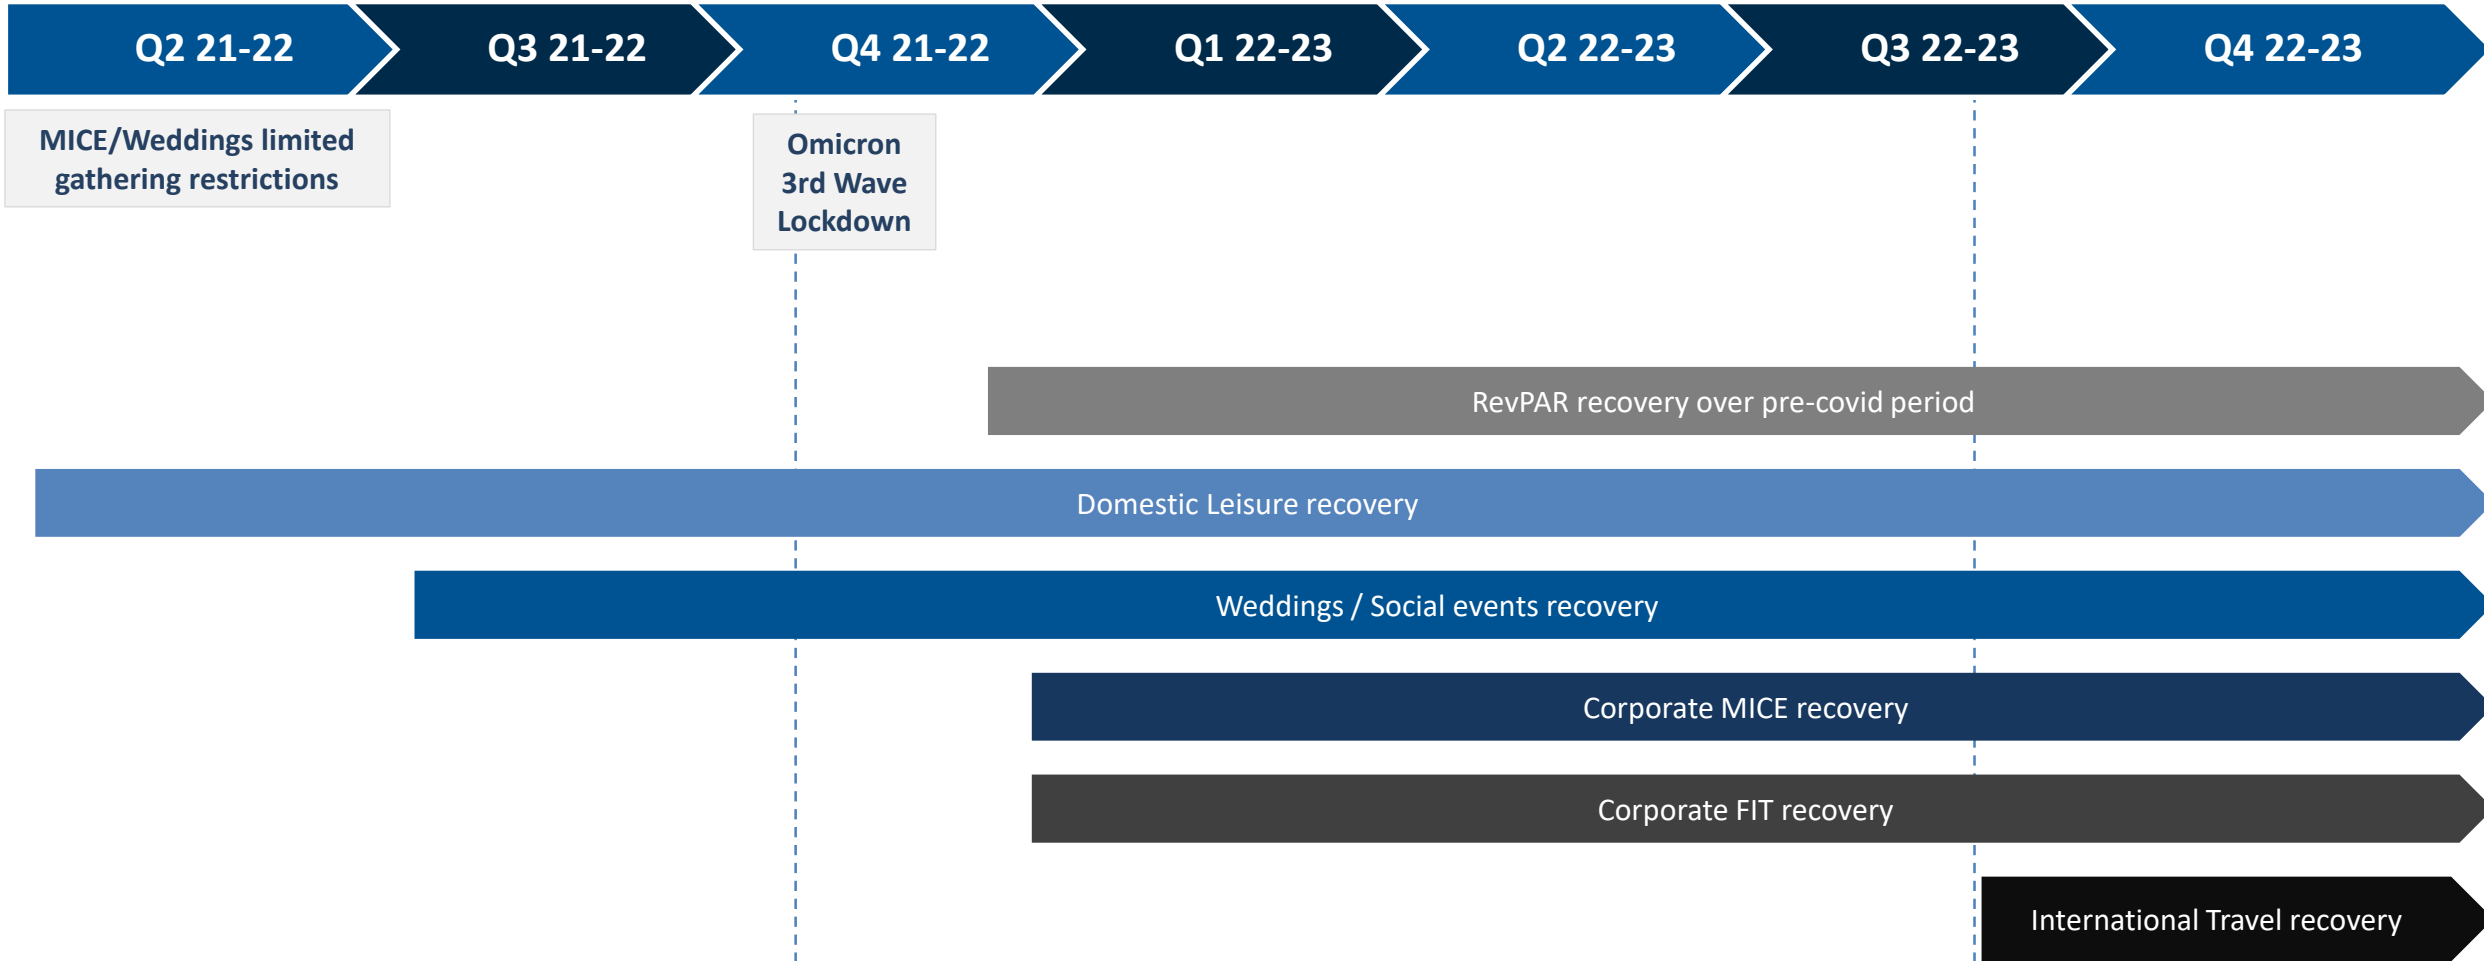 Q2 21-22
Q3 21-22
Q4 21-22
Q1 22-23
Q2 22-23
Q3 22-23
Q4 22-23
MICE/Weddings limited
gathering restrictions
Omicron
3rd Wave
Lockdown
RevPAR recovery over pre-covid period
Domestic Leisure recovery
Weddings / Social events recovery
Corporate MICE recovery
Corporate FIT recovery
International Travel recovery